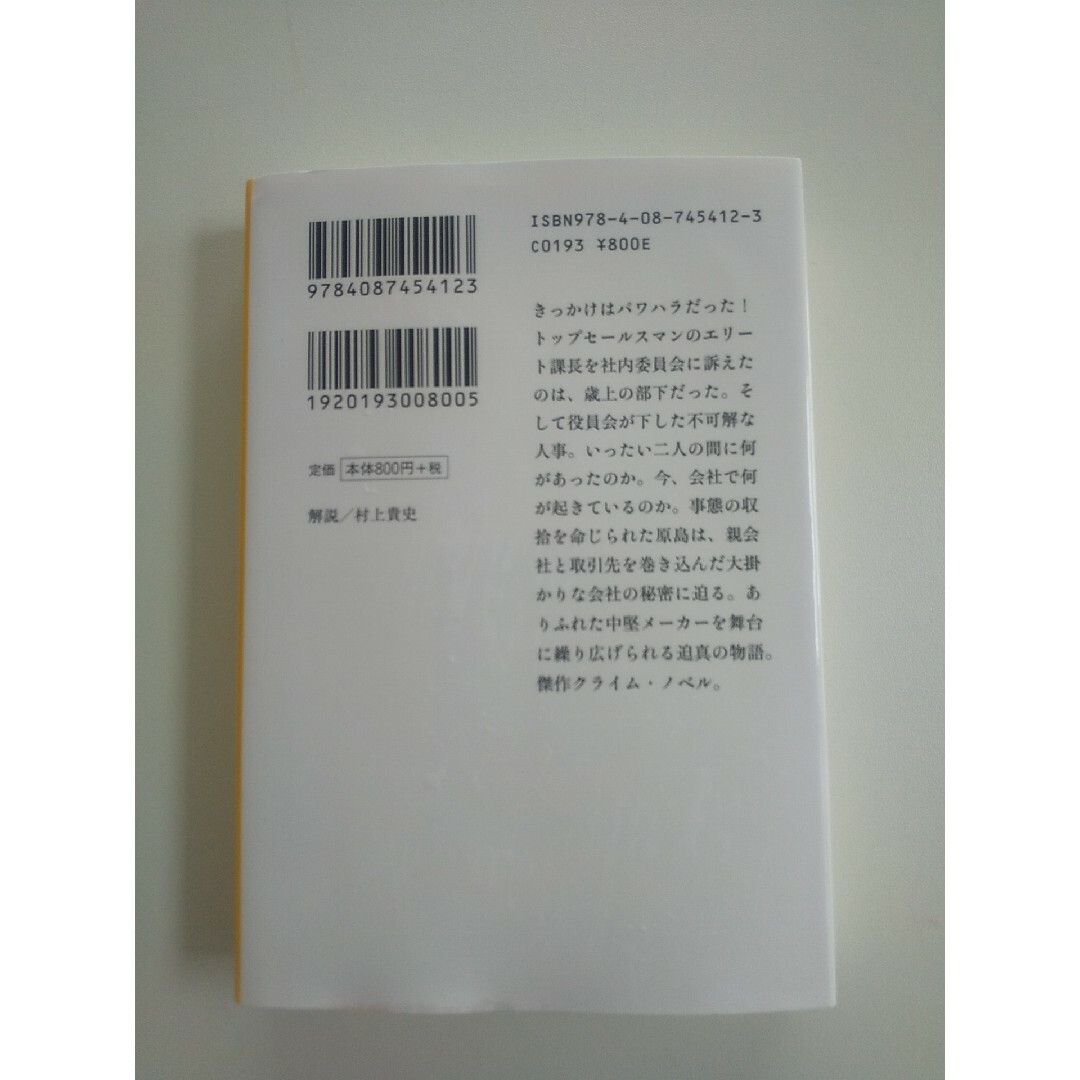 9784087454123
1920193008005
定価 本体800円+税
解説/村上貴史
ISBN978-4-08-745412-3
C0193 ¥800E
きっかけはパワハラだった!
トップセールスマンのエリー
ト課長を社内委員会に訴えた
のは、歳上の部下だった。そ
して役員会が下した不可解な
人事。いったい二人の間に何
があったのか。今、会社で何
が起きているのか。事態の収
拾を命じられた原島は、親会
社と取引先を巻き込んだ大掛
かりな会社の秘密に迫る。あ
りふれた中堅メーカーを舞台
に繰り広げられる迫真の物語。
傑作クライム・ノベル。